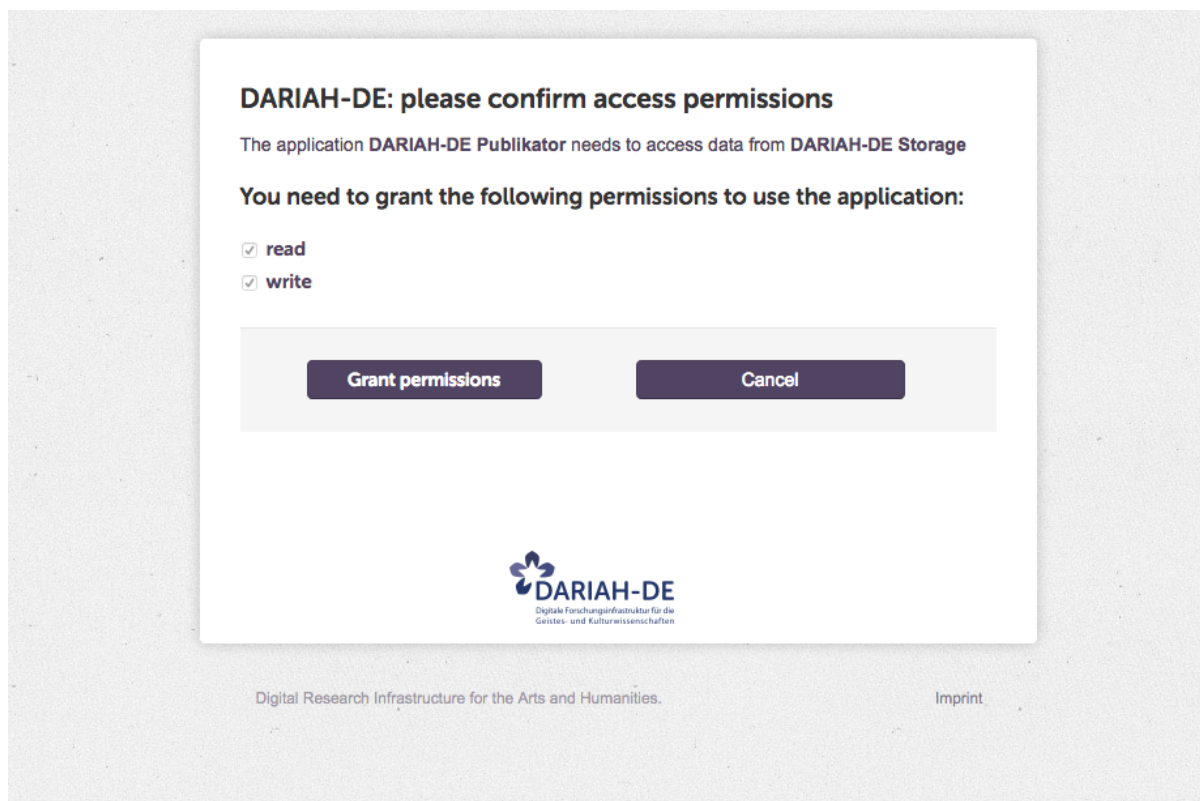 DARIAH-DE: please confirm access permissions
The application DARIAH-DE Publikator needs to access data from DARIAH-DE Storage
You need to grant the following permissions to use the application:
read
write
Grant permissions
Cancel
DARIAH-DE
Digitale Forschungsinfrastruktur für die
Geistes- und Kulturwissenschaften
Digital Research Infrastructure for the Arts and Humanities.
Imprint